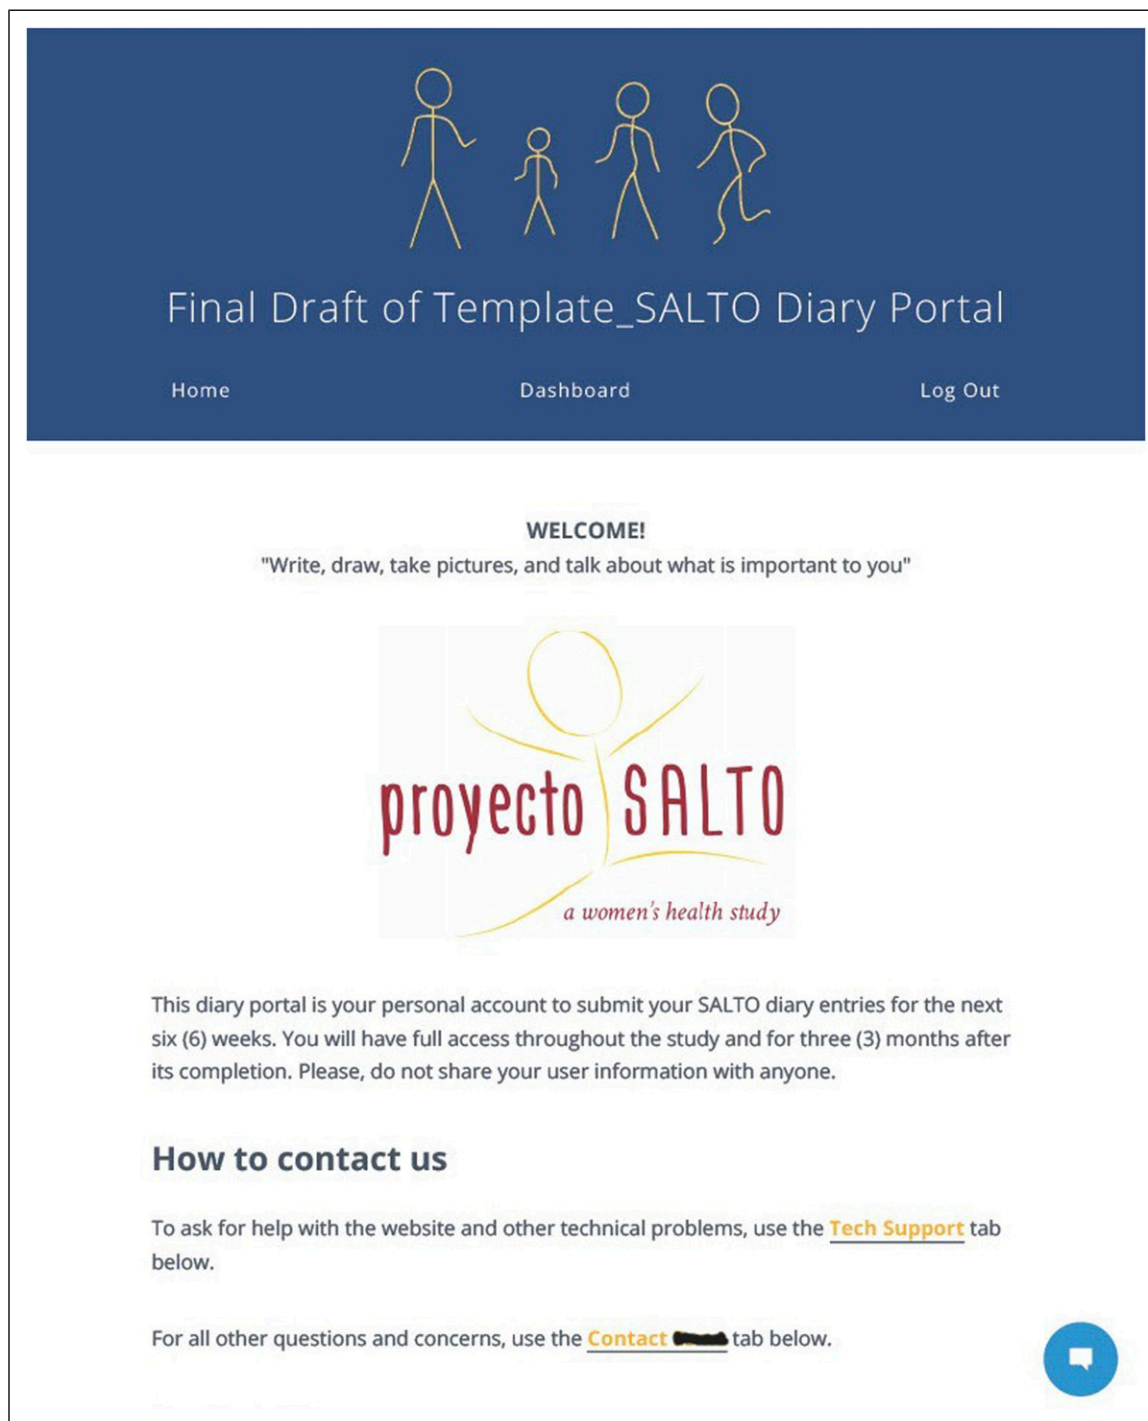 Final Draft of Template_SALTO Diary Portal
Home Dashboard Log Out
WELCOME!
"Write, draw, take pictures, and talk about what is important to you"
proyecto SALTO
a women's health study
This diary portal is your personal account to submit your SALTO diary entries for the next
six (6) weeks. You will have full access throughout the study and for three (3) months after
its completion. Please, do not share your user information with anyone.
How to contact us
To ask for help with the website and other technical problems, use the Tech Support tab
below.
For all other questions and concerns, use the Contact tab below.